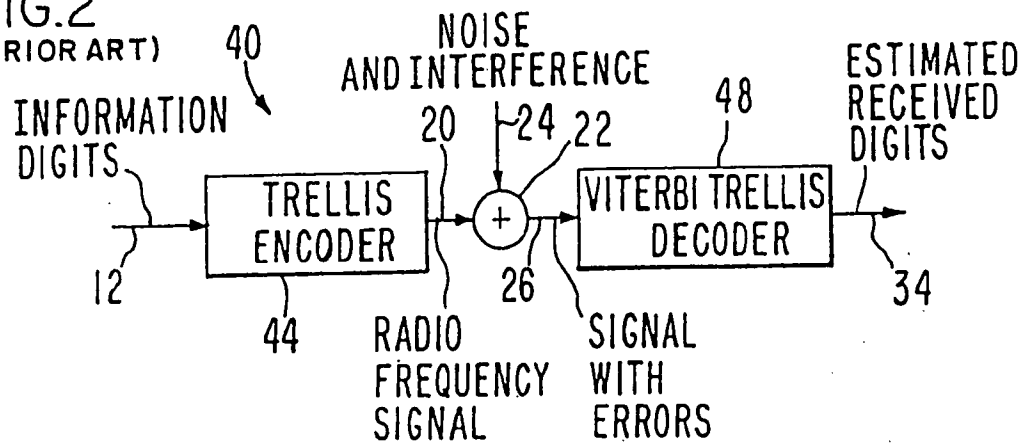 IG.2
RIOR ART)
40
NOISE
AND INTERFERENCE
ESTIMATED
RECEIVED
DIGITS
INFORMATION
DIGITS
20
24
22
48
TRELLIS
ENCODER
+
VITERBI TRELLIS
DECODER
12
44
26
34
RADIO
FREQUENCY
SIGNAL
SIGNAL
WITH
ERRORS